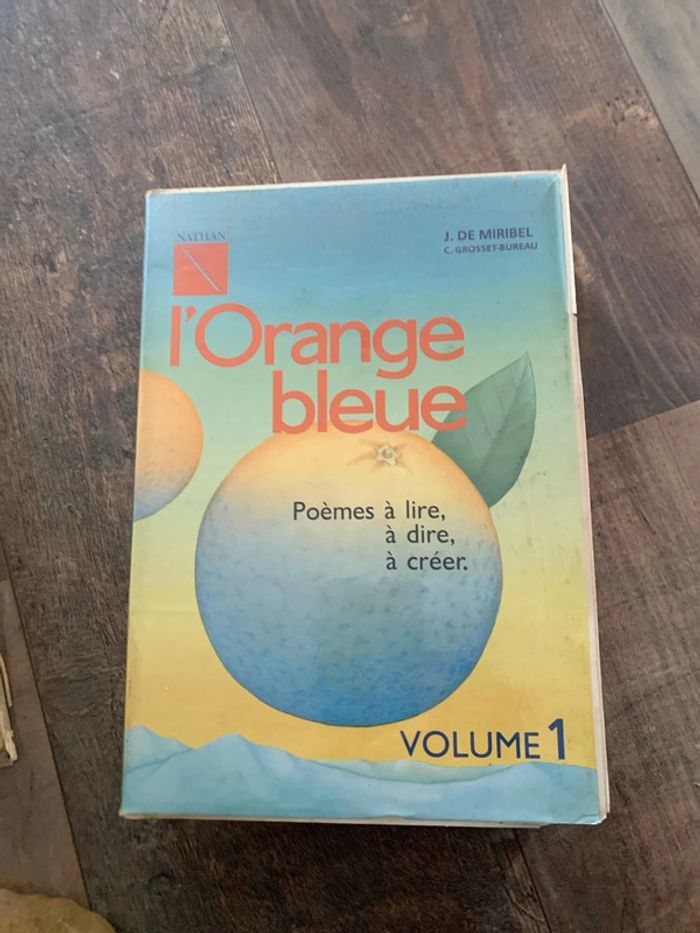 NATHAN
J. DE MIRIBEL
C. GROSSET-BUREAU
l'Orange
bleue
Poèmes à lire,
à dire,
à créer.
VOLUME 1